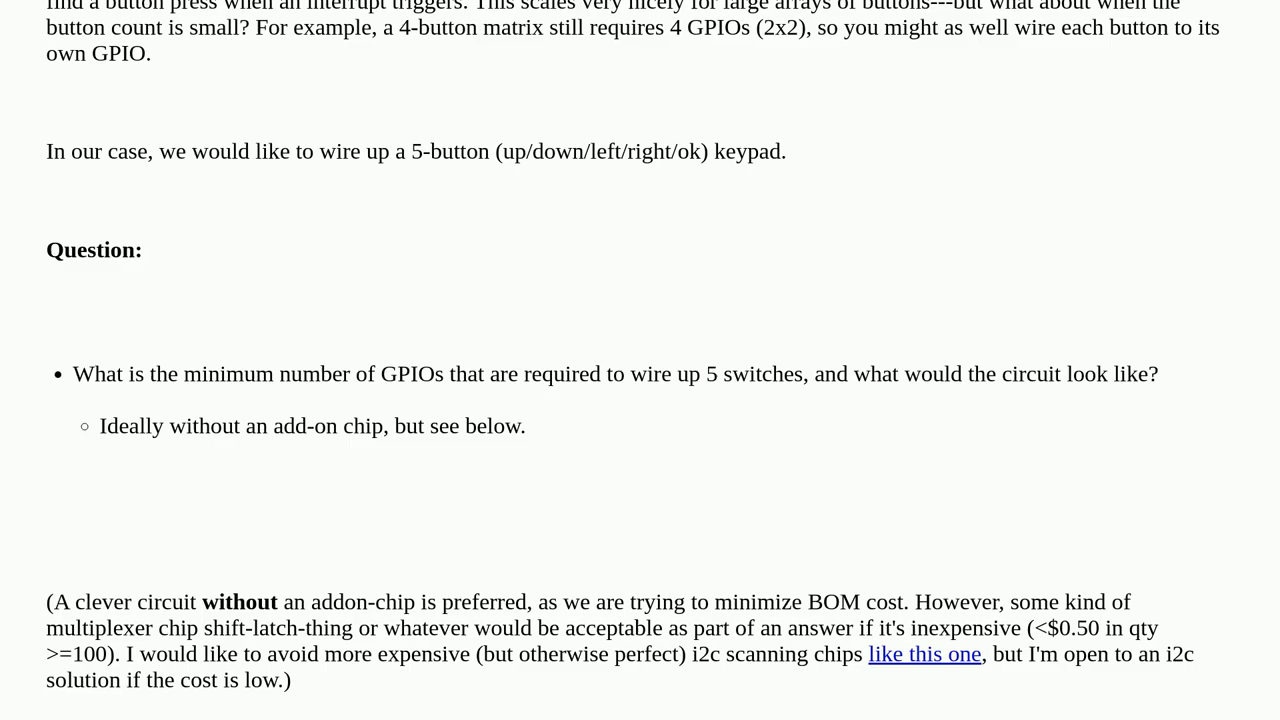 find a button press when an interrupt triggers. This scales very nicely for large arrays of buttons---but what about when the
button count is small? For example, a 4-button matrix still requires 4 GPIOs (2x2), so you might as well wire each button to its
own GPIO.
In our case, we would like to wire up a 5-button (up/down/left/right/ok) keypad.
Question:
• What is the minimum number of GPIOs that are required to wire up 5 switches, and what would the circuit look like?
◦ Ideally without an add-on chip, but see below.
(A clever circuit without an addon-chip is preferred, as we are trying to minimize BOM cost. However, some kind of
multiplexer chip shift-latch-thing or whatever would be acceptable as part of an answer if it's inexpensive (<$0.50 in qty
>=100). I would like to avoid more expensive (but otherwise perfect) i2c scanning chips like this one, but I'm open to an i2c
solution if the cost is low.)